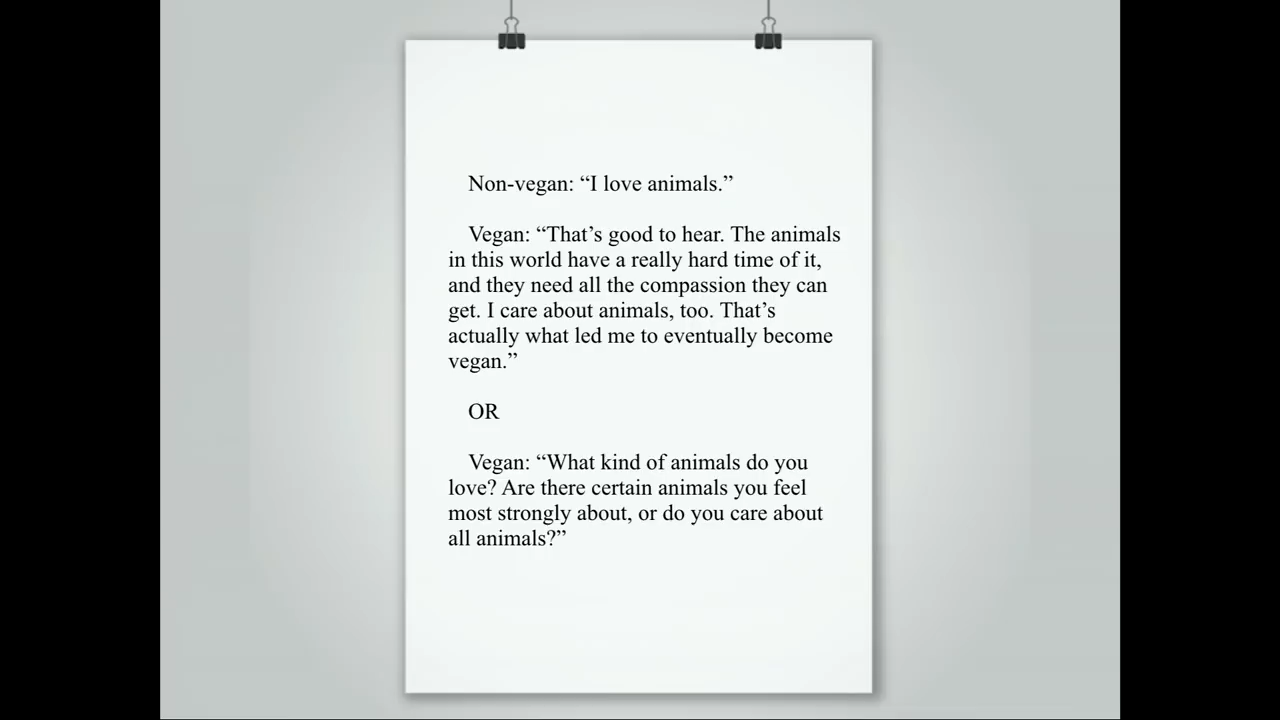 Non-vegan: “I love animals.”
Vegan: “That’s good to hear. The animals
in this world have a really hard time of it,
and they need all the compassion they can
get. I care about animals, too. That’s
actually what led me to eventually become
vegan.”
OR
Vegan: “What kind of animals do you
love? Are there certain animals you feel
most strongly about, or do you care about
all animals?”